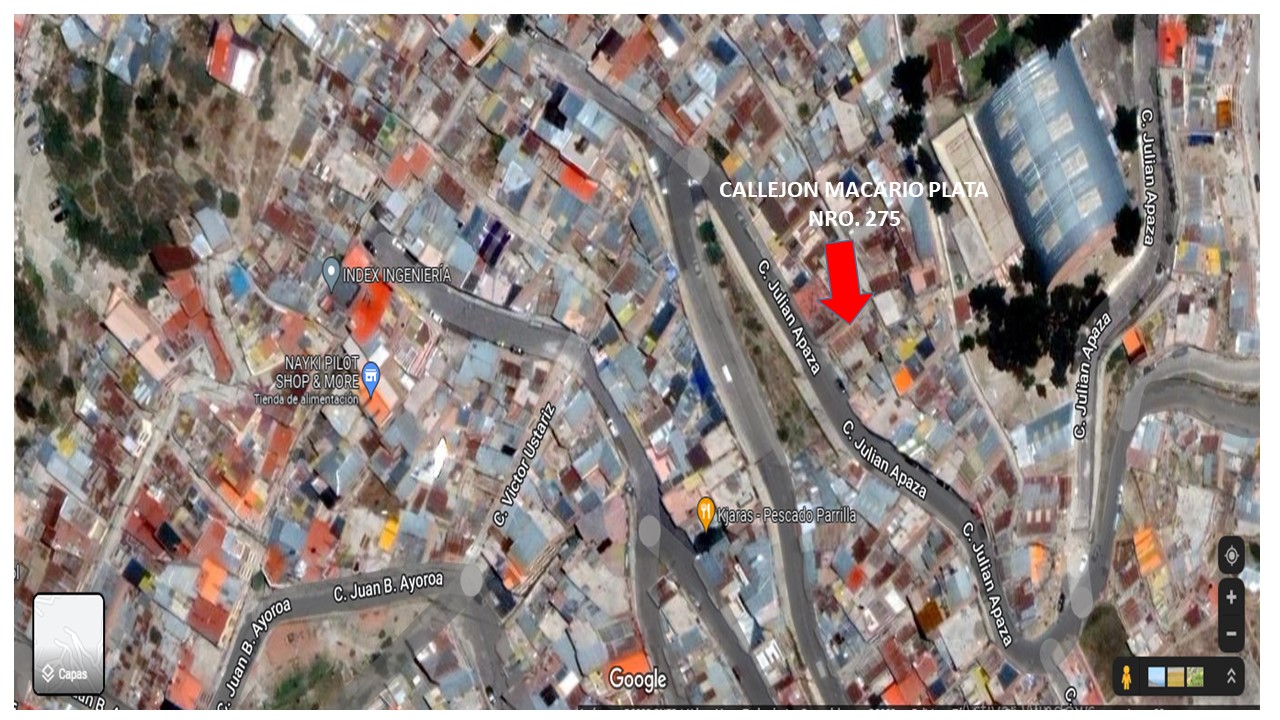 C. Julian Apaza
CALLEJON MACARIO PLATA
NRO. 275
INDEX INGENIERÍA
C. Julian Apaza
C. Julian Apaza
NAYKI PILOT
SHOP & MORE
Tienda de alimentación
C. Victor Ustariz
C. Julian Apaza
Kjaras - Pescado Parrilla
C. Julian Apaza
C. Juan B. Ayoroa
C. Juan B. Ayoroa
Capas
Google